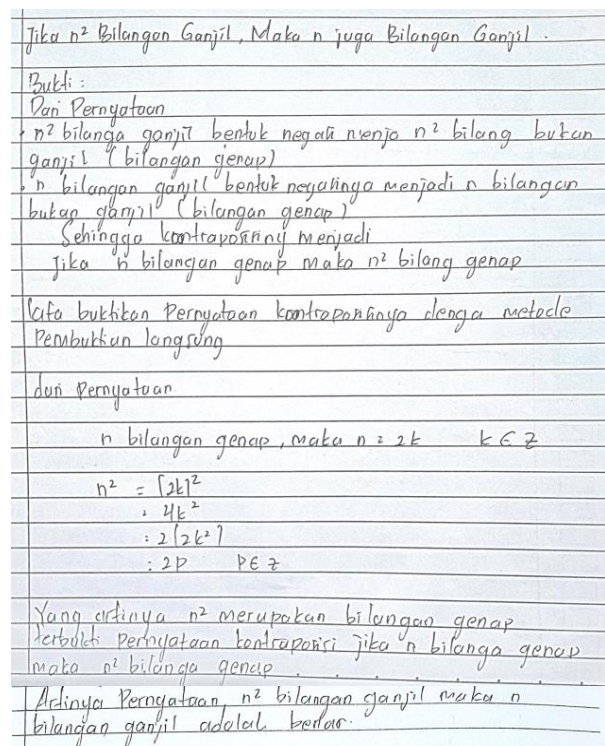 Jika n² Bilangan Ganjil, Maka n juga Bilangan Ganjil.
Bukti :
Dari Pernyataan
• n² bilanga ganjil bentuk negasi menja n² bilang bukan
ganjil (bilangan genap)
• n bilangan ganjil bentuk negasinga menjadi n bilangan
bukan ganjil (bilangan genap)
Sehingga kontraposisiny menjadi
Jika n bilangan genap maka n² bilang genap
kita buktikan Pernyataan kontraposisinya denga metode
Pembuktian langsung
dari Pernyataan
n bilangan genap, maka n = 2k k ∈ z
n² = (2k)²
= 4k²
= 2(2k²)
= 2p p ∈ z
Yang artinya n² merupakan bilangan genap
terbukti pernyataan kontraposisi jika n bilanga genap
maka n² bilanga genap
Artinya Pernyataan, n² bilangan ganjil maka n
bilangan ganjil adalah benar.